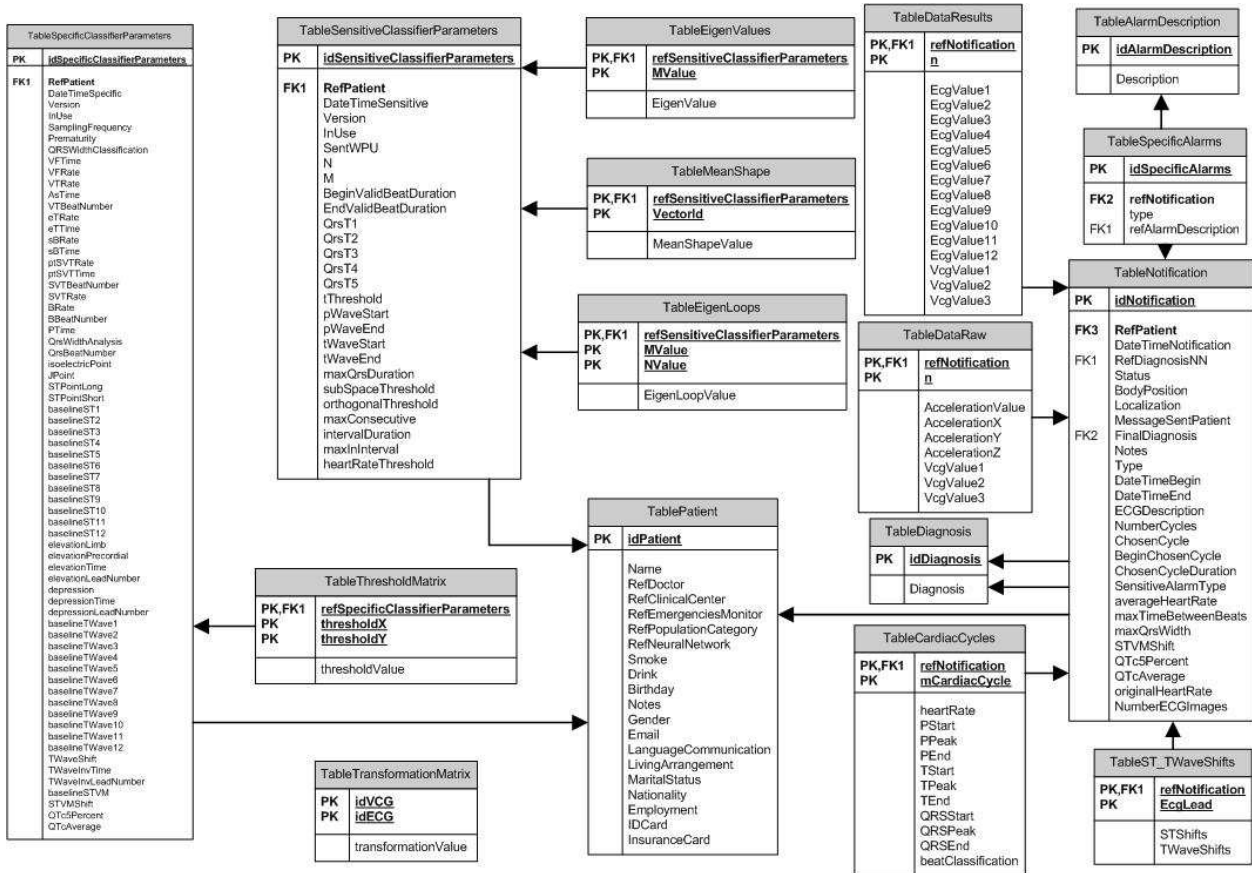 TableSpecificClassifierParameters
PK idSpecificClassifierParameters
FK1 RefPatient
DateTimeSpecific
Version
InUse
SamplingFrequency
Prematurity
QRSWidthClassification
VFTime
VFRate
VTRate
AsTime
VTBeatNumber
eTRate
eTTime
sBRate
sBTime
ptSVTRate
ptSVTTime
SVTBeatNumber
SVTRate
BRate
BBeatNumber
PTime
QrsWidthAnalysis
QrsBeatNumber
isoelectricPoint
JPoint
STPointLong
STPointShort
baselineST1
baselineST2
baselineST3
baselineST4
baselineST5
baselineST6
baselineST7
baselineST8
baselineST9
baselineST10
baselineST11
baselineST12
elevationLimb
elevationPrecordial
elevationTime
elevationLeadNumber
depression
depressionTime
depressionLeadNumber
baselineTWave1
baselineTWave2
baselineTWave3
baselineTWave4
baselineTWave5
baselineTWave6
baselineTWave7
baselineTWave8
baselineTWave9
baselineTWave10
baselineTWave11
baselineTWave12
TWaveShift
TWaveInvTime
TWaveInvLeadNumber
baselineSTVM
STVMShift
QTc5Percent
QTcAverage
TableSensitiveClassifierParameters
PK idSensitiveClassifierParameters
FK1 RefPatient
DateTimeSensitive
Version
InUse
SentWPU
N
M
BeginValidBeatDuration
EndValidBeatDuration
QrsT1
QrsT2
QrsT3
QrsT4
QrsT5
tThreshold
pWaveStart
pWaveEnd
tWaveStart
tWaveEnd
maxQrsDuration
subSpaceThreshold
orthogonalThreshold
maxConsecutive
intervalDuration
maxInInterval
heartRateThreshold
TableEigenValues
PK,FK1 refSensitiveClassifierParameters
PK MValue
EigenValue
TableMeanShape
PK,FK1 refSensitiveClassifierParameters
PK VectorId
MeanShapeValue
TableEigenLoops
PK,FK1 refSensitiveClassifierParameters
PK MValue
PK NValue
EigenLoopValue
TableDataResults
PK,FK1 refNotification
PK n
EcgValue1
EcgValue2
EcgValue3
EcgValue4
EcgValue5
EcgValue6
EcgValue7
EcgValue8
EcgValue9
EcgValue10
EcgValue11
EcgValue12
VcgValue1
VcgValue2
VcgValue3
TableAlarmDescription
PK idAlarmDescription
Description
TableSpecificAlarms
PK idSpecificAlarms
FK2 refNotification
type
FK1 refAlarmDescription
TableNotification
PK idNotification
FK3 RefPatient
DateTimeNotification
FK1 RefDiagnosisNN
Status
BodyPosition
Localization
MessageSentPatient
FK2 FinalDiagnosis
Notes
Type
DateTimeBegin
DateTimeEnd
ECGDescription
NumberCycles
ChosenCycle
BeginChosenCycle
ChosenCycleDuration
SensitiveAlarmType
averageHeartRate
maxTimeBetweenBeats
maxQrsWidth
STVMShift
QTc5Percent
QTcAverage
originalHeartRate
NumberECGImages
TableDataRaw
PK,FK1 refNotification
PK n
AccelerationValue
AccelerationX
AccelerationY
AccelerationZ
VcgValue1
VcgValue2
VcgValue3
TableDiagnosis
PK idDiagnosis
Diagnosis
TablePatient
PK idPatient
Name
RefDoctor
RefClinicalCenter
RefEmergenciesMonitor
RefPopulationCategory
RefNeuralNetwork
Smoke
Drink
Birthday
Notes
Gender
Email
LanguageCommunication
LivingArrangement
MaritalStatus
Nationality
Employment
IDCard
InsuranceCard
TableThresholdMatrix
PK,FK1 refSpecificClassifierParameters
PK thresholdX
PK thresholdY
thresholdValue
TableTransformationMatrix
PK idVCG
PK idECG
transformationValue
TableCardiacCycles
PK,FK1 refNotification
PK mCardiacCycle
heartRate
PStart
PPeak
PEnd
TStart
TPeak
TEnd
QRSStart
QRSPeak
QRSEnd
beatClassification
TableST_TWaveShifts
PK,FK1 refNotification
PK EcgLead
STShifts
TWaveShifts